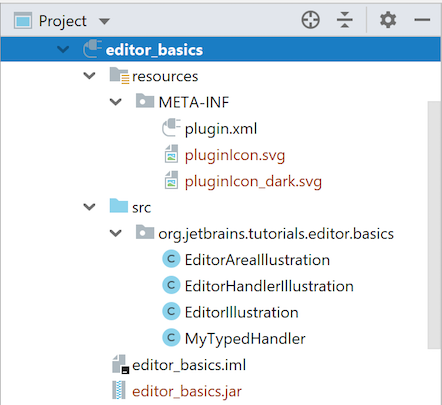 Project
editor_basics
resources
META-INF
plugin.xml
pluginIcon.svg
pluginIcon_dark.svg
src
org.jetbrains.tutorials.editor.basics
C EditorAreaIllustration
C EditorHandlerIllustration
C EditorIllustration
C MyTypedHandler
editor_basics.iml
editor_basics.jar